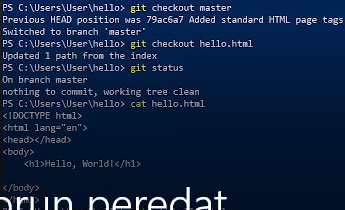 PS C:\Users\User\hello> git checkout master
Previous HEAD position was 79ac6a7 Added standard HTML page tags
Switched to branch 'master'
PS C:\Users\User\hello> git checkout hello.html
Updated 1 path from the index
PS C:\Users\User\hello> git status
On branch master
nothing to commit, working tree clean
PS C:\Users\User\hello> cat hello.html
<!DOCTYPE html>
<html lang="en">
<head></head>
<body>
    <h1>Hello, World!</h1>
</body>
peredat